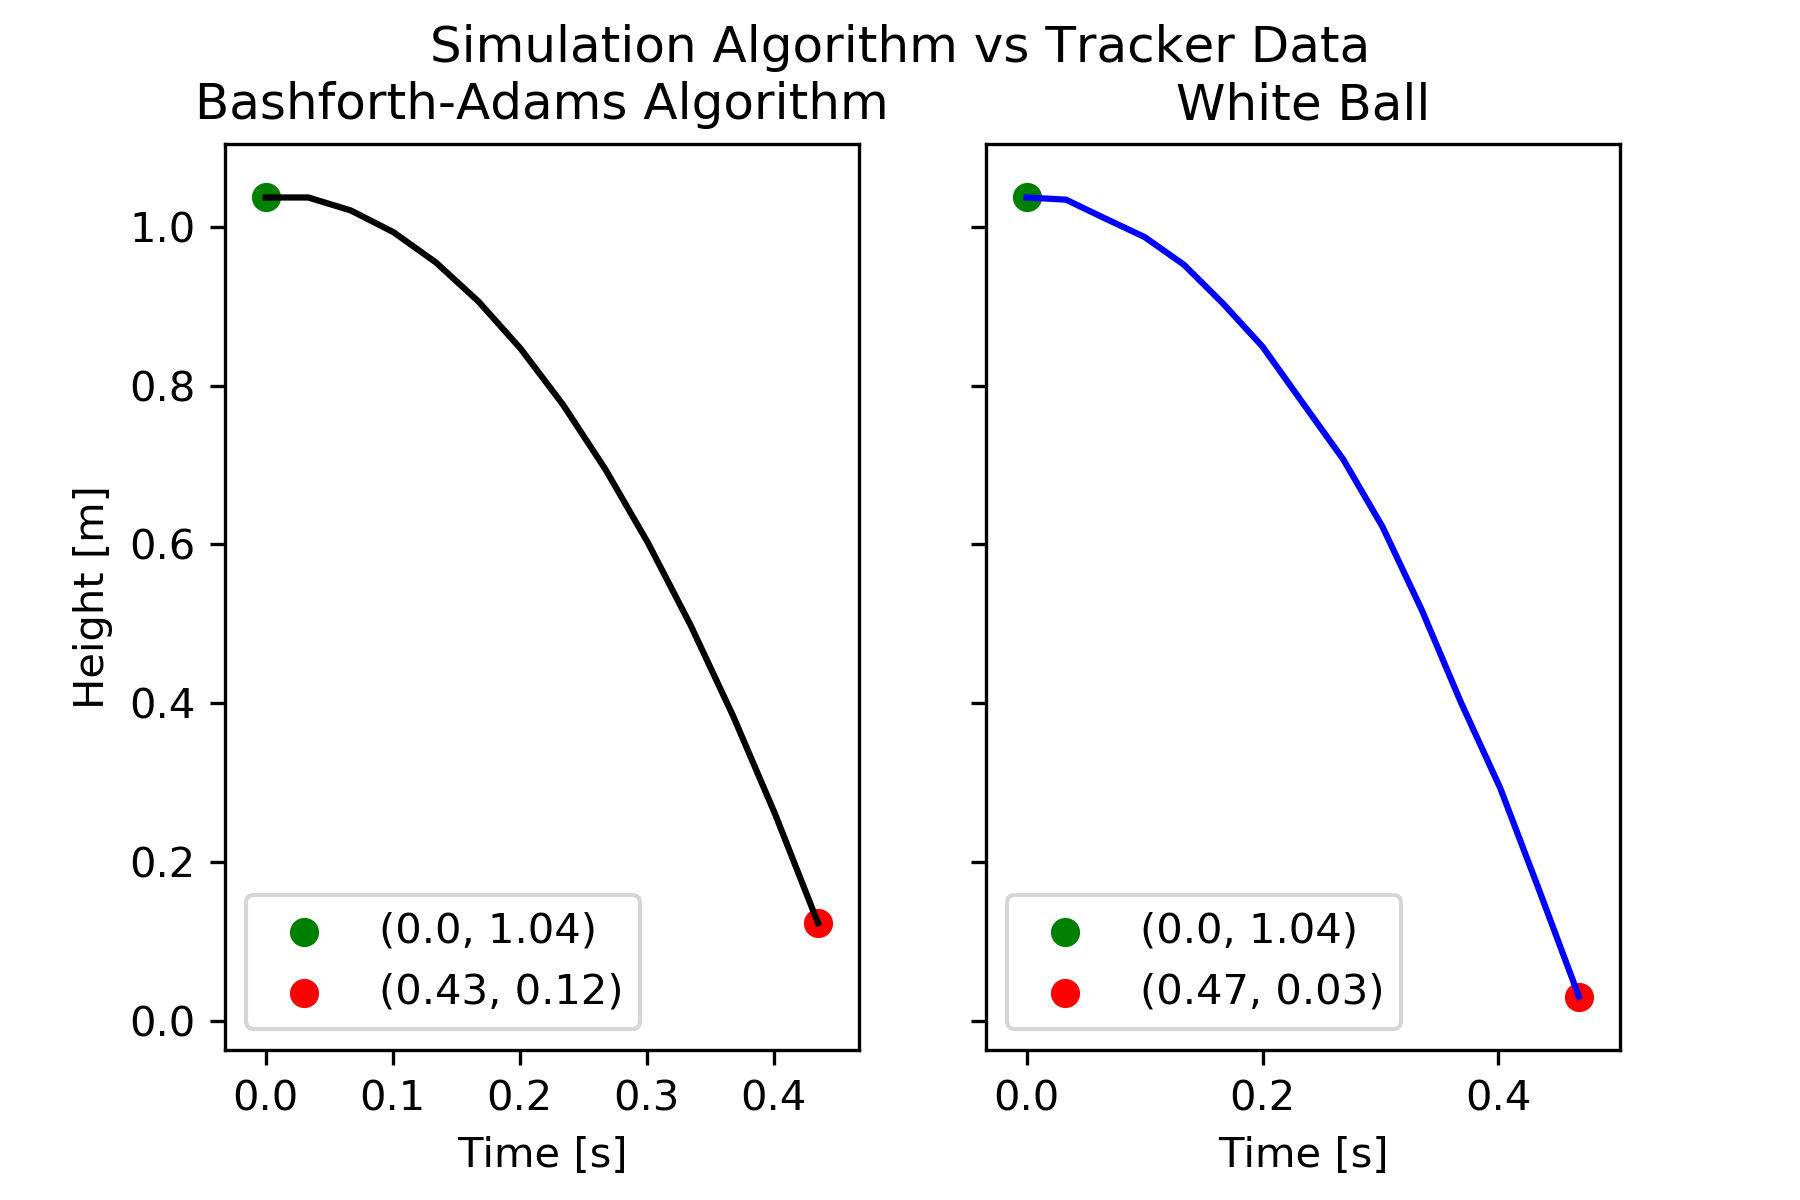 Simulation Algorithm vs Tracker Data
Bashforth-Adams Algorithm
White Ball
Height [m]
1.0
0.8
0.6
0.4
0.2
0.0
(0.0, 1.04)
(0.43, 0.12)
0.0 0.1 0.2 0.3 0.4
Time [s]
(0.0, 1.04)
(0.47, 0.03)
0.0 0.2 0.4
Time [s]